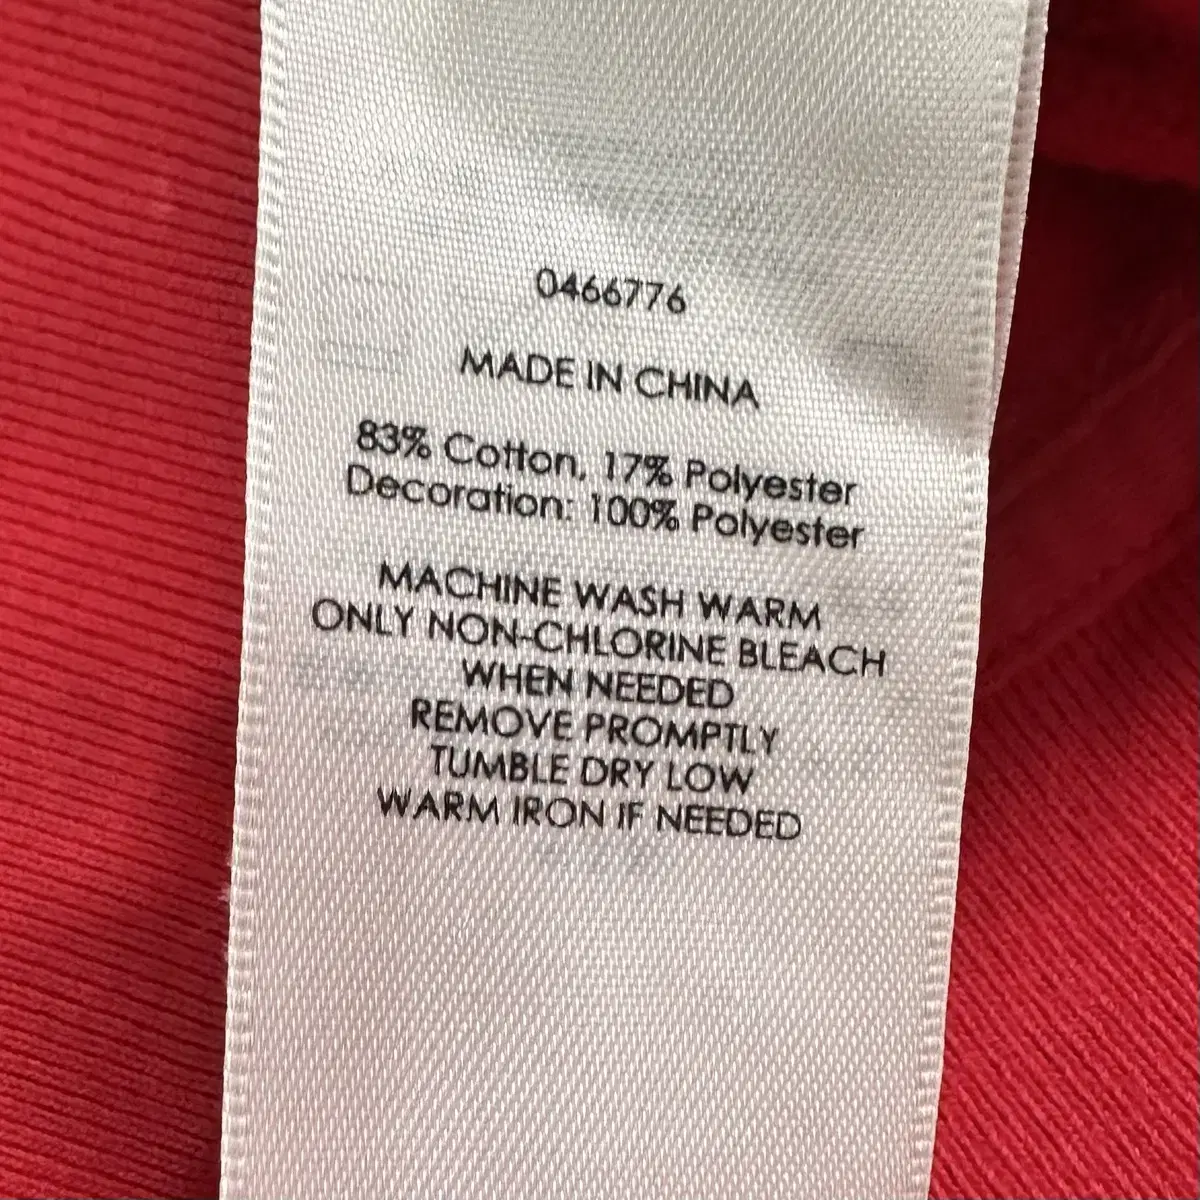 0466776
MADE IN CHINA
83% Cotton, 17% Polyester
Decoration: 100% Polyester
MACHINE WASH WARM
ONLY NON-CHLORINE BLEACH
WHEN NEEDED
REMOVE PROMPTLY
TUMBLE DRY LOW
WARM IRON IF NEEDED